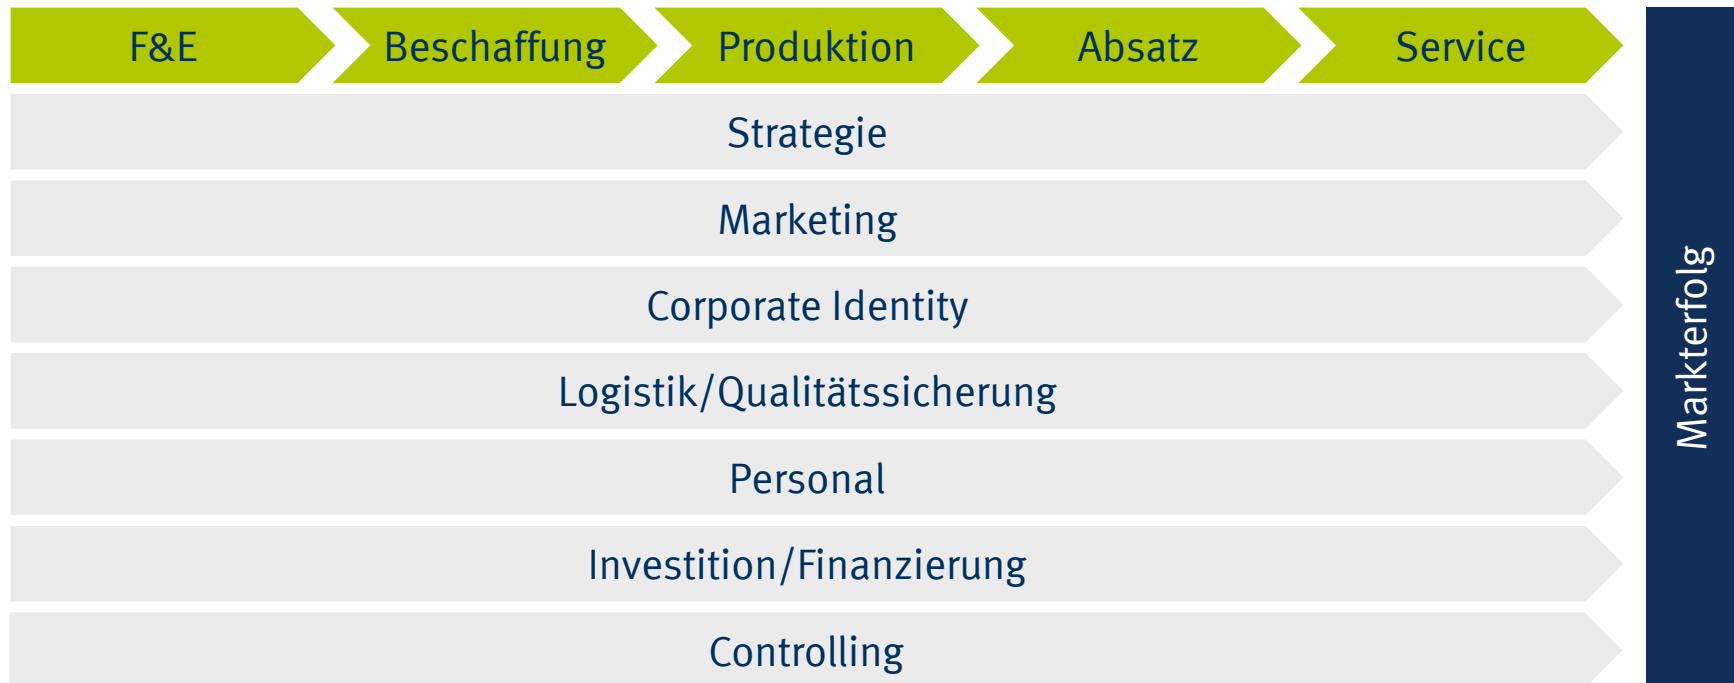 F&E
Beschaffung
Produktion
Absatz
Service
Strategie
Marketing
Corporate Identity
Logistik/Qualitätssicherung
Personal
Investition/Finanzierung
Controlling
Markterfolg